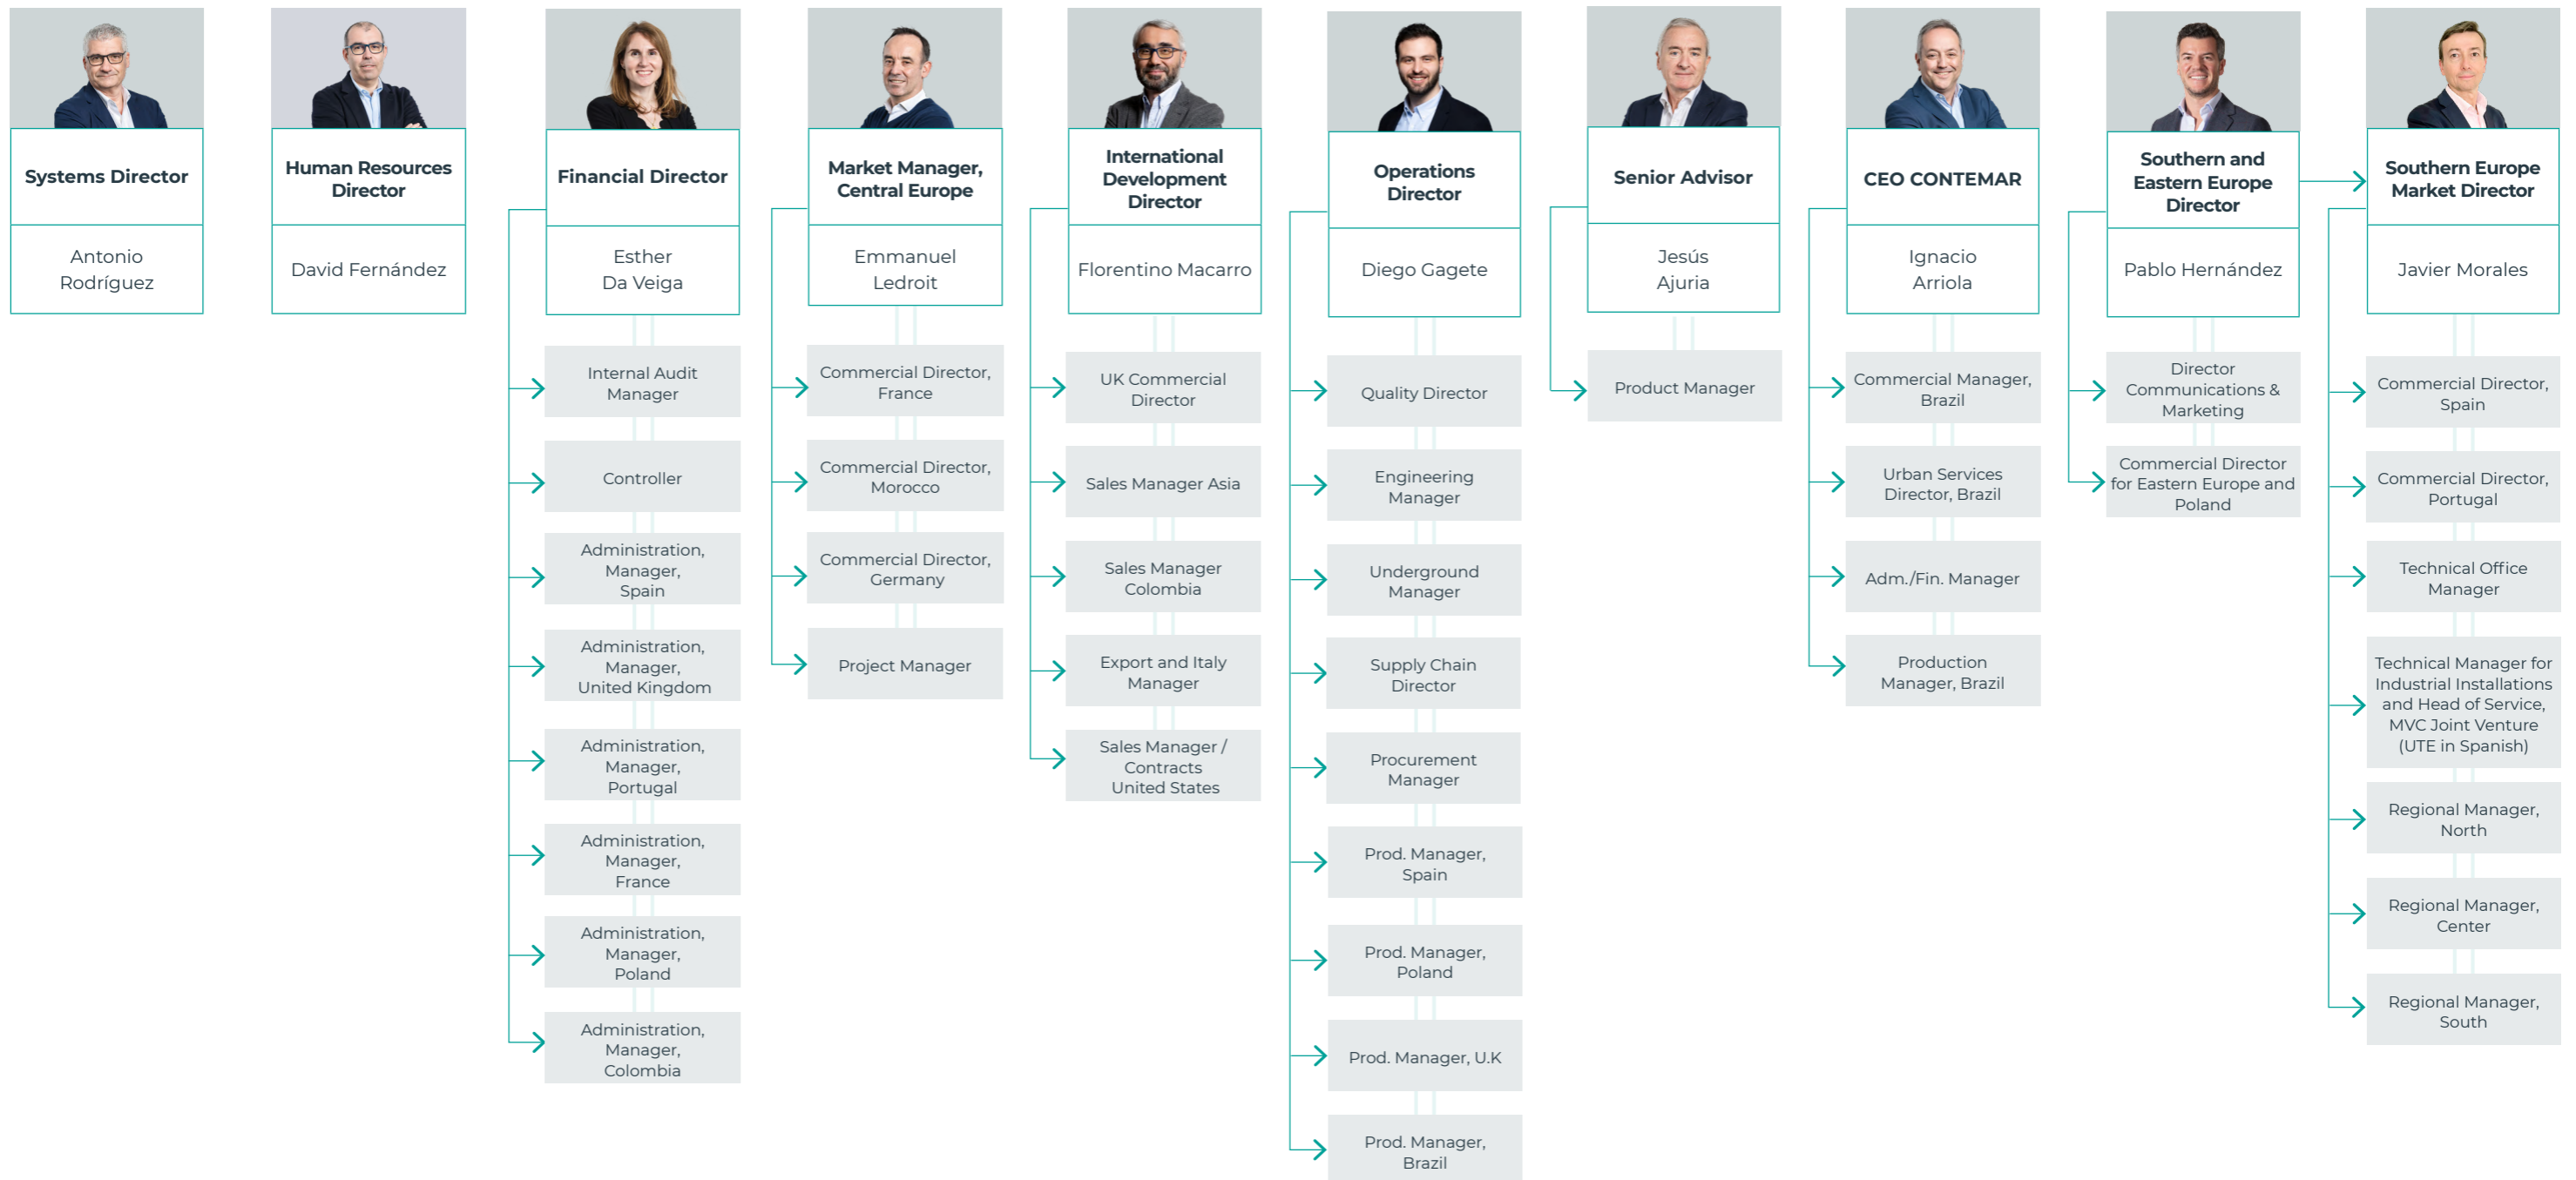 Systems Director
Antonio
Rodríguez
Human Resources
Director
David Fernández
Financial Director
Esther
Da Veiga
Internal Audit
Manager
Controller
Administration,
Manager,
Spain
Administration,
Manager,
United Kingdom
Administration,
Manager,
Portugal
Administration,
Manager,
France
Administration,
Manager,
Poland
Administration,
Manager,
Colombia
Market Manager,
Central Europe
Emmanuel
Ledroit
Commercial Director,
France
Commercial Director,
Morocco
Commercial Director,
Germany
Project Manager
International
Development
Director
Florentino Macarro
UK Commercial
Director
Sales Manager Asia
Sales Manager
Colombia
Export and Italy
Manager
Sales Manager /
Contracts
United States
Operations
Director
Diego Gagete
Quality Director
Engineering
Manager
Underground
Manager
Supply Chain
Director
Procurement
Manager
Prod. Manager,
Spain
Prod. Manager,
Poland
Prod. Manager, U.K
Prod. Manager,
Brazil
Senior Advisor
Jesús
Ajuria
Product Manager
CEO CONTEMAR
Ignacio
Arriola
Commercial Manager,
Brazil
Urban Services
Director, Brazil
Adm./Fin. Manager
Production
Manager, Brazil
Southern and
Eastern Europe
Director
Pablo Hernández
Director
Communications &
Marketing
Commercial Director
for Eastern Europe and
Poland
Southern Europe
Market Director
Javier Morales
Commercial Director,
Spain
Commercial Director,
Portugal
Technical Office
Manager
Technical Manager for
Industrial Installations
and Head of Service,
MVC Joint Venture
(UTE in Spanish)
Regional Manager,
North
Regional Manager,
Center
Regional Manager,
South